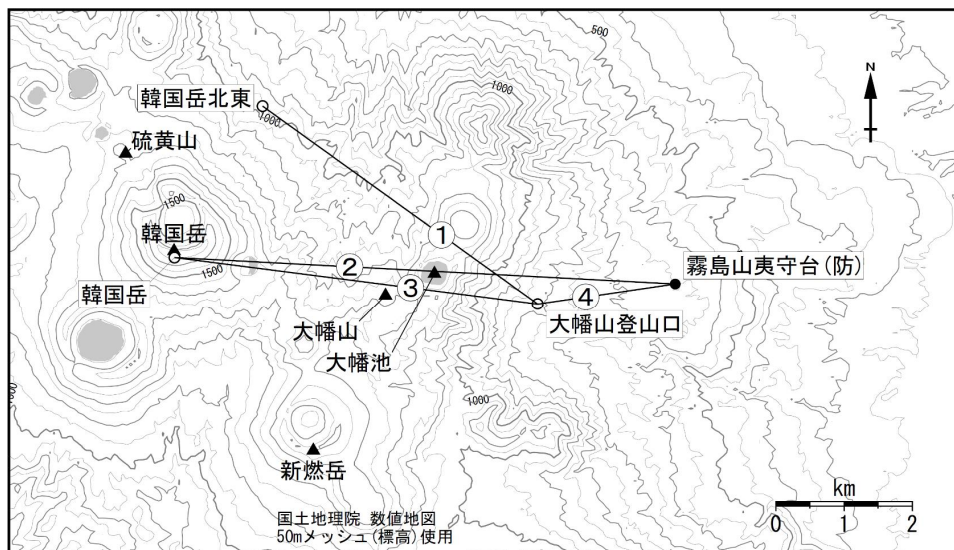 500
N
韓国岳北東
1000
1000
硫黄山
1500
①
韓国岳
②
霧島山夷守台(防)
1500
③
④
韓国岳
大幡山登山口
大幡山
大幡池
1000
新燃岳
km
国土地理院 数値地図
50mメッシュ(標高)使用
0 1 2